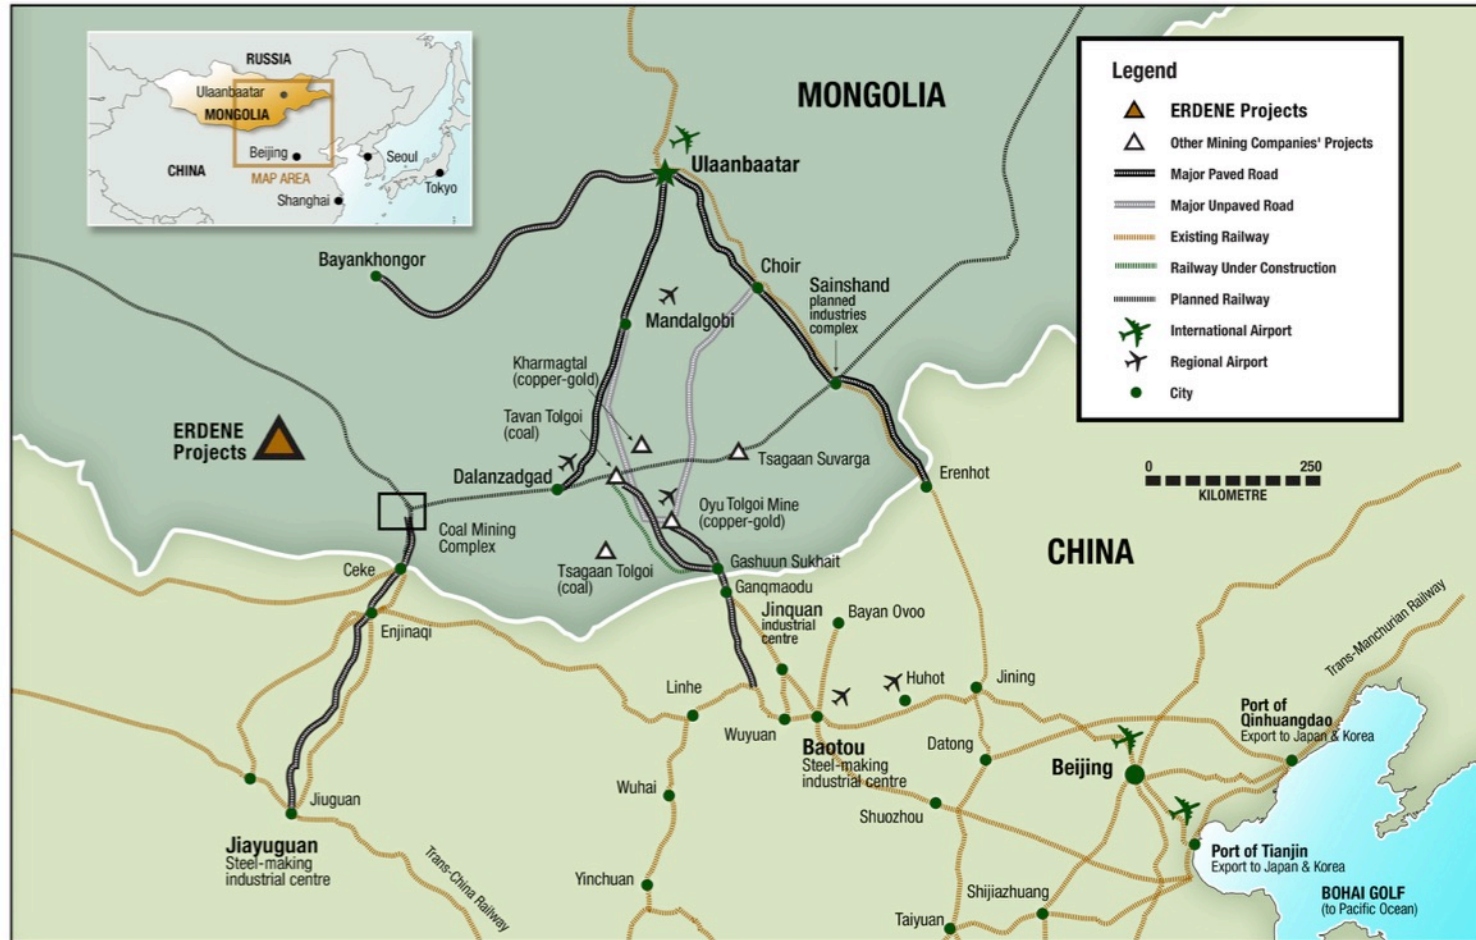 RUSSIA
Ulaanbaatar
MONGOLIA
Beijing
Seoul
CHINA
MAP AREA
Tokyo
Shanghai
MONGOLIA
Legend
ERDENE Projects
Other Mining Companies' Projects
Major Paved Road
Major Unpaved Road
Existing Railway
Railway Under Construction
Planned Railway
International Airport
Regional Airport
City
Ulaanbaatar
Bayankhongor
Choir
Sainshand
planned
industries
complex
Mandalgobi
Kharmagtal
(copper-gold)
Tavan Tolgoi
(coal)
ERDENE
Projects
Dalanzadgad
Tsagaan Suvarga
Erenhot
0
250
KILOMETRE
Oyu Tolgoi Mine
(copper-gold)
Coal Mining
Complex
CHINA
Ceke
Tsagaan Tolgoi
(coal)
Gashuun Sukhait
Ganqmaodu
Jinquan
industrial
centre
Bayan Ovoo
Enjinaqi
Trans-Manchurian Railway
Linhe
Huhot
Jining
Wuyuan
Baotou
Steel-making
industrial centre
Datong
Beijing
Port of
Qinhuangdao
Export to Japan & Korea
Wuhai
Shuozhou
Jiuguan
Jiayuguan
Steel-making
industrial centre
Trans-China Railway
Port of Tianjin
Export to Japan & Korea
Yinchuan
Shijiazhuang
BOHAI GOLF
(to Pacific Ocean)
Taiyuan